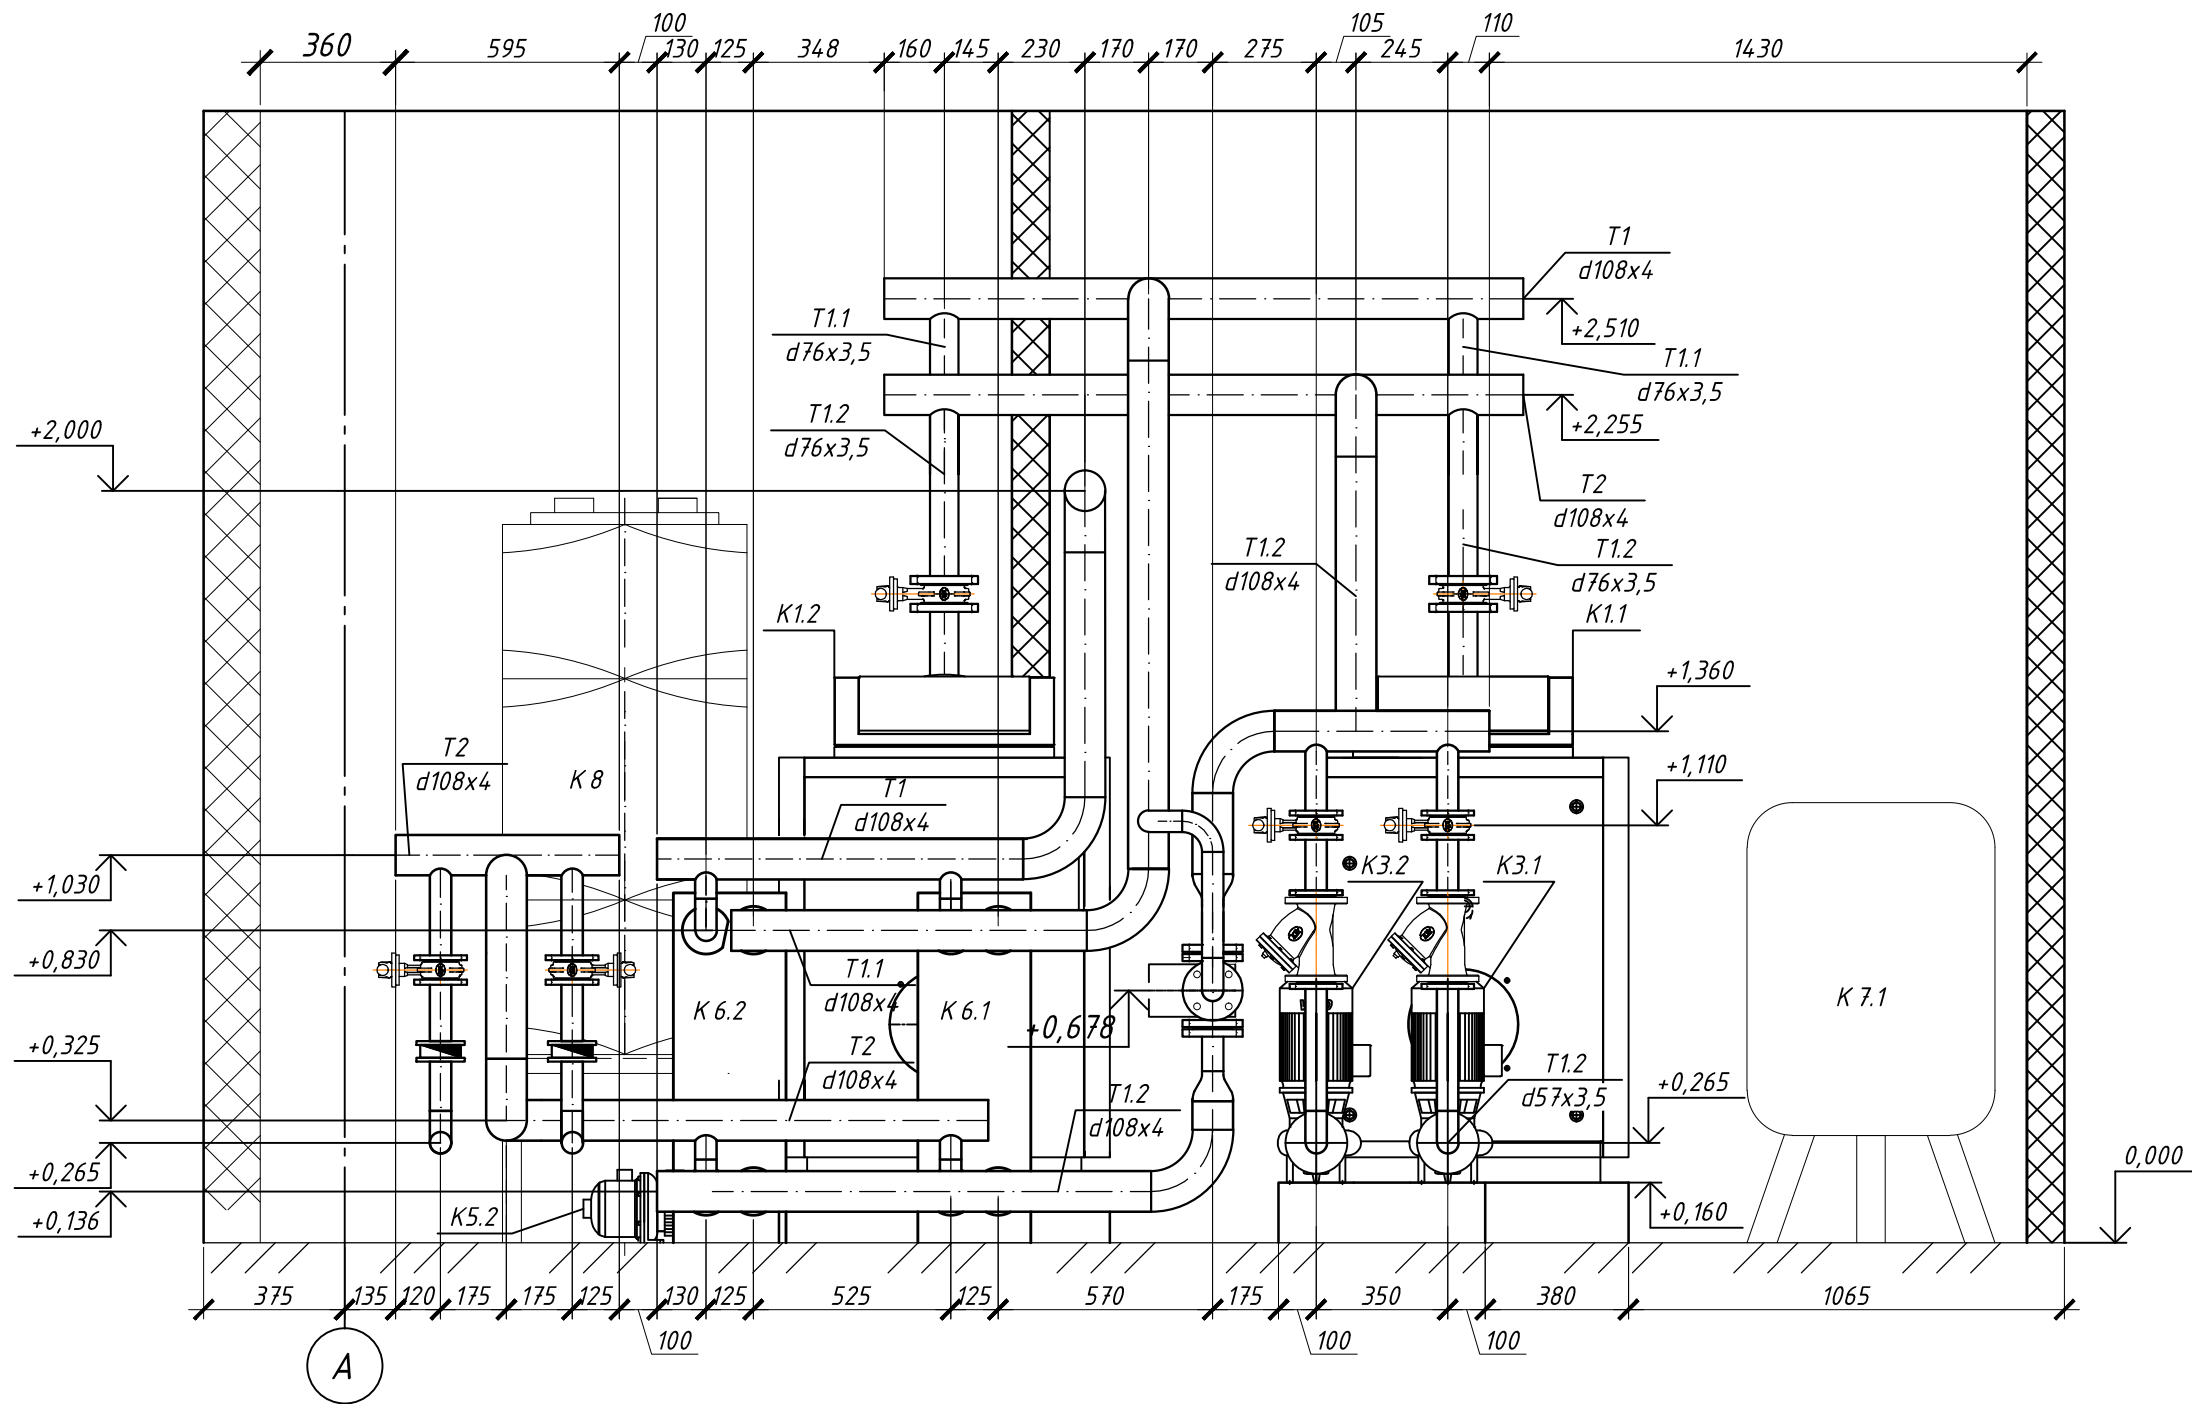 100
105
110
360
595
130
125
348
160
145
230
170
170
275
245
1430
T1
d108x4
+2,510
T1.1
d76x3,5
T1.1
d76x3,5
+2,000
T1.2
d76x3,5
+2,255
T2
d108x4
T1.2
d108x4
T1.2
d76x3,5
K1.2
K1.1
+1,360
T2
d108x4
K 8
T1
d108x4
+1,110
+1,030
K3.2
K3.1
+0,830
T1.1
d108x4
K 6.2
K 6.1
K 7.1
+0,678
+0,325
T2
d108x4
T1.2
d108x4
T1.2
d57x3,5
+0,265
+0,265
0,000
+0,136
K5.2
+0,160
375
135
120
175
175
125
130
125
525
125
570
175
350
380
1065
100
100
100
A